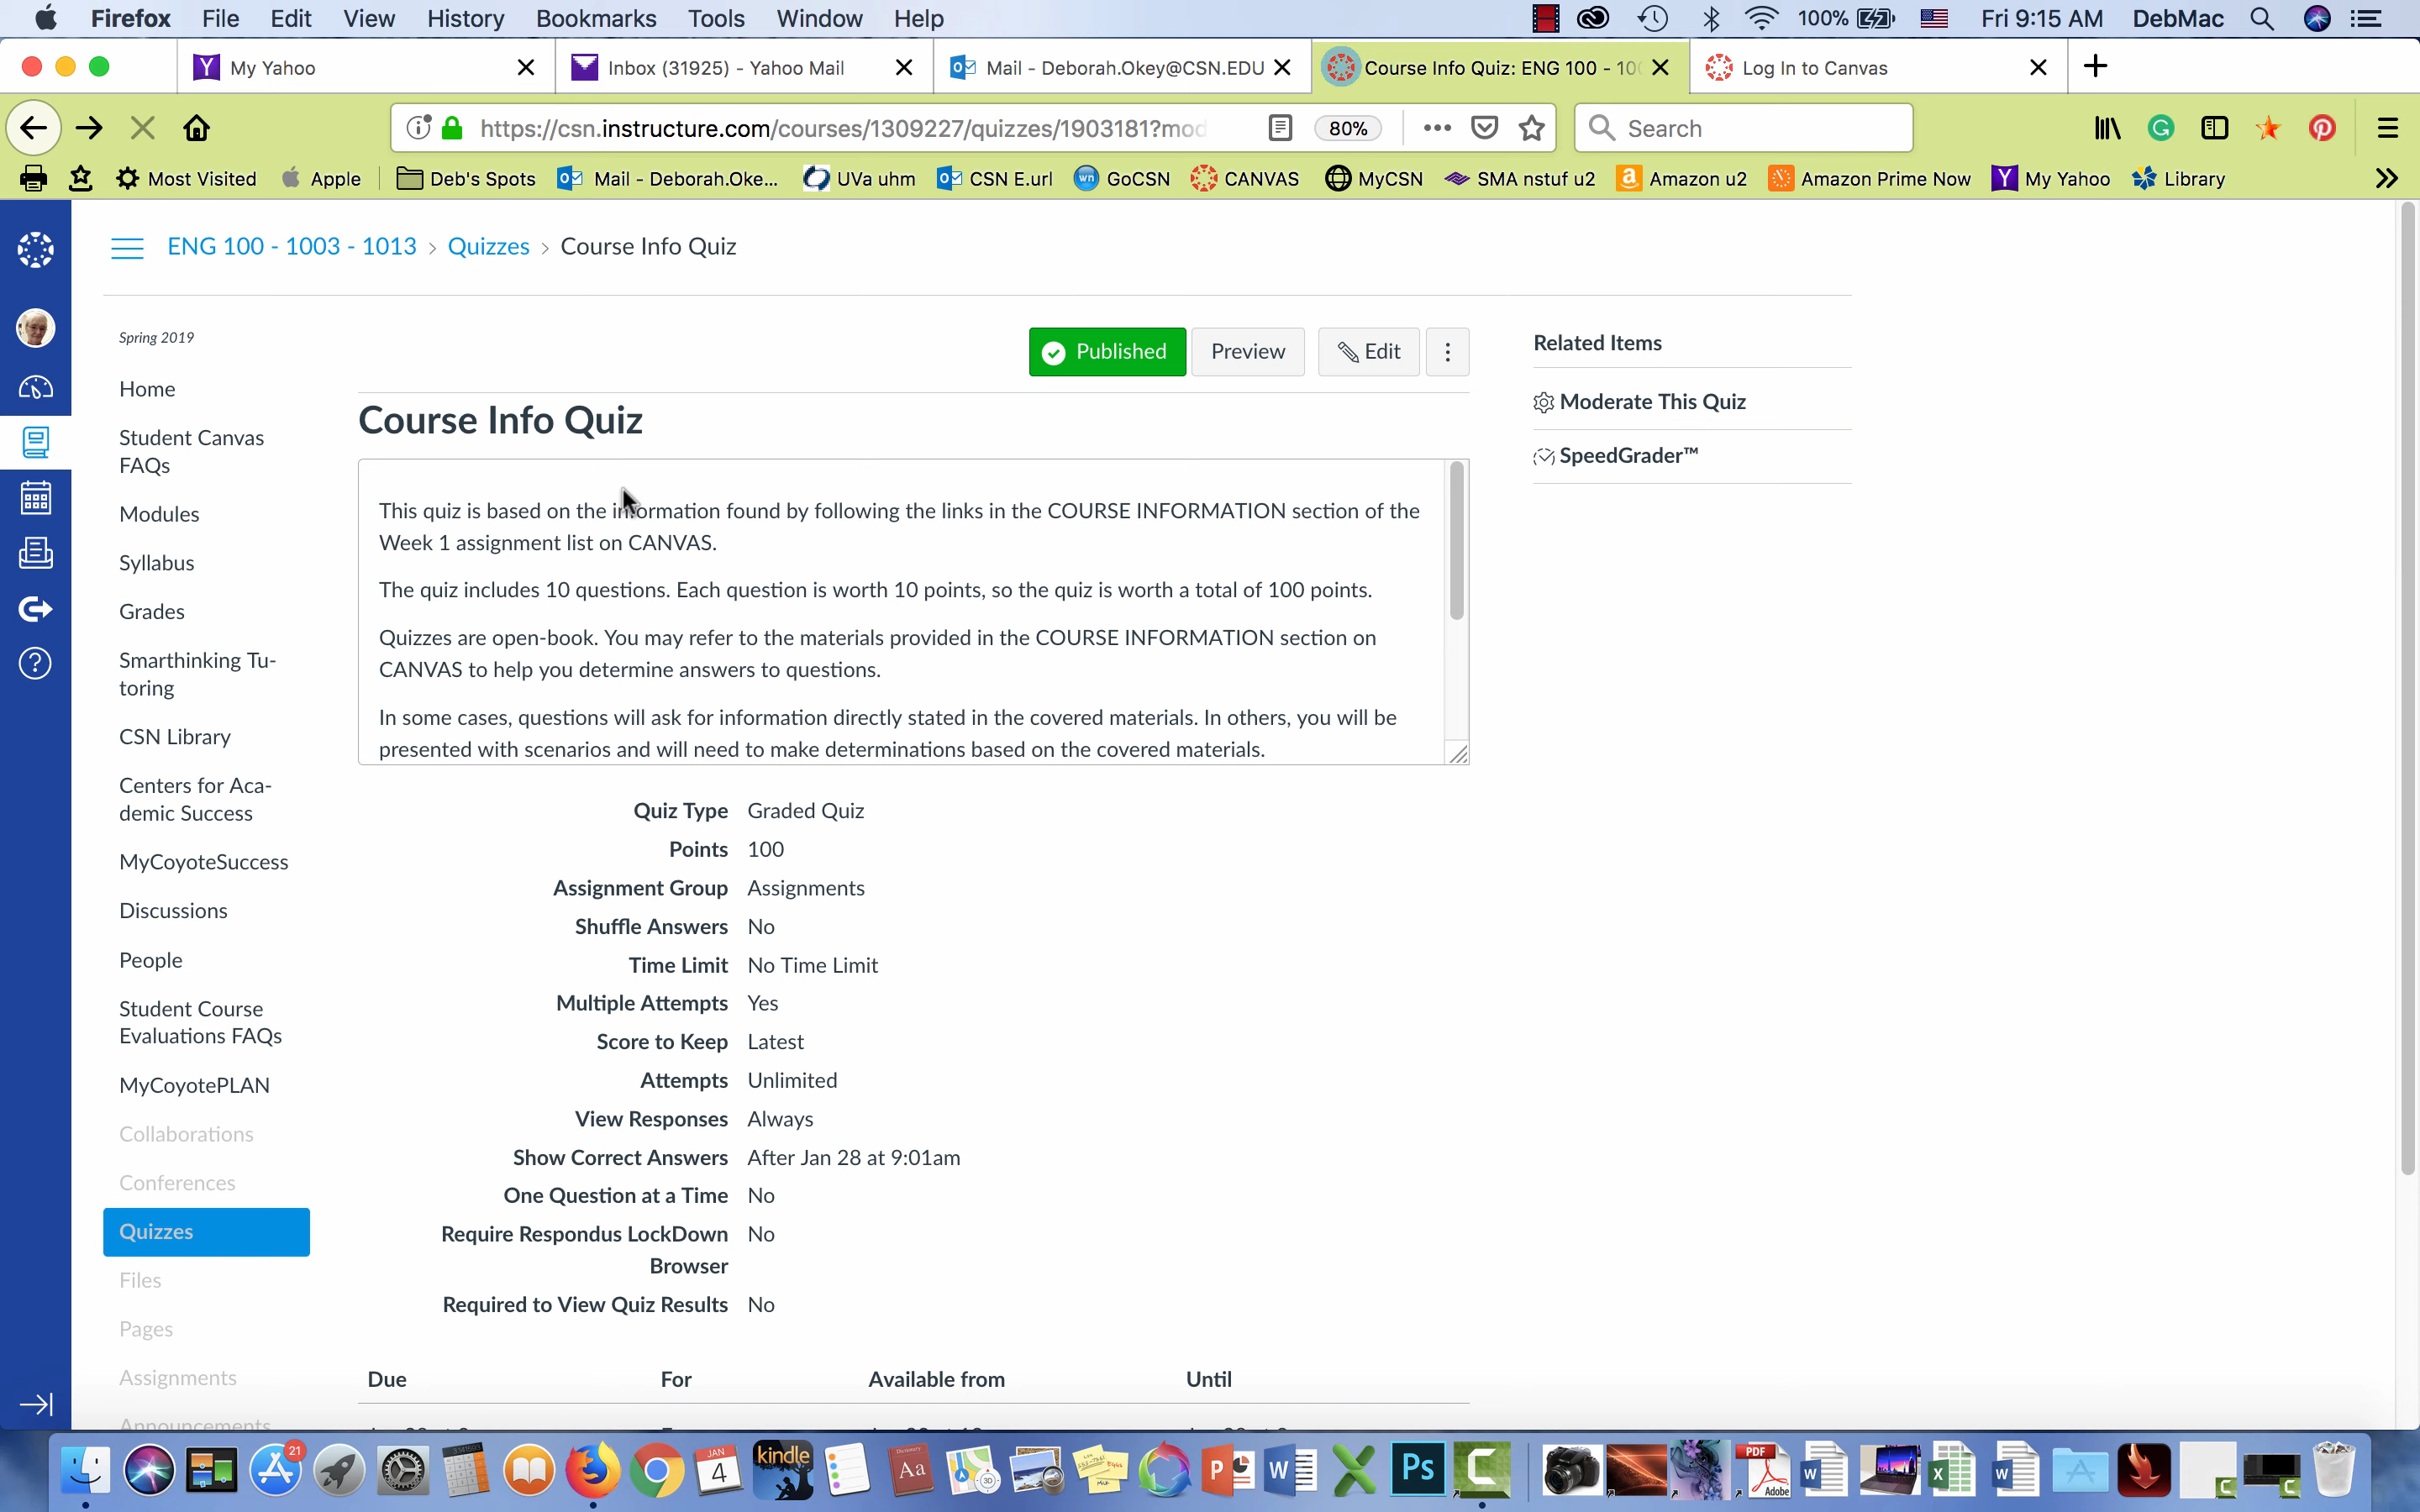 Firefox File Edit View History Bookmarks Tools Window Help 100% Fri 9:15 AM DebMac
My Yahoo Inbox (31925) - Yahoo Mail Mail - Deborah.Okey@CSN.EDU Course Info Quiz: ENG 100 - 100 Log In to Canvas
https://csn.instructure.com/courses/1309227/quizzes/1903181?mod 80% Search
Most Visited Apple Deb's Spots Mail - Deborah.Oke... UVa uhm CSN E.url GoCSN CANVAS MyCSN SMA nstuf u2 Amazon u2 Amazon Prime Now My Yahoo Library
ENG 100 - 1003 - 1013 › Quizzes › Course Info Quiz
Spring 2019
Home
Student Canvas
FAQs
Modules
Syllabus
Grades
Smarthinking Tu-
toring
CSN Library
Centers for Aca-
demic Success
MyCoyoteSuccess
Discussions
People
Student Course
Evaluations FAQs
MyCoyotePLAN
Collaborations
Conferences
Quizzes
Files
Pages
Assignments
Announcements
Published Preview Edit
Course Info Quiz
This quiz is based on the information found by following the links in the COURSE INFORMATION section of the
Week 1 assignment list on CANVAS.
The quiz includes 10 questions. Each question is worth 10 points, so the quiz is worth a total of 100 points.
Quizzes are open-book. You may refer to the materials provided in the COURSE INFORMATION section on
CANVAS to help you determine answers to questions.
In some cases, questions will ask for information directly stated in the covered materials. In others, you will be
presented with scenarios and will need to make determinations based on the covered materials.
Quiz Type Graded Quiz
Points 100
Assignment Group Assignments
Shuffle Answers No
Time Limit No Time Limit
Multiple Attempts Yes
Score to Keep Latest
Attempts Unlimited
View Responses Always
Show Correct Answers After Jan 28 at 9:01am
One Question at a Time No
Require Respondus LockDown No
Browser
Required to View Quiz Results No
Due For Available from Until
Related Items
Moderate This Quiz
SpeedGrader™
21
JAN
4
kindle
Aa
3D
P
W
Ps
C
PDF
Adobe
W
X
W